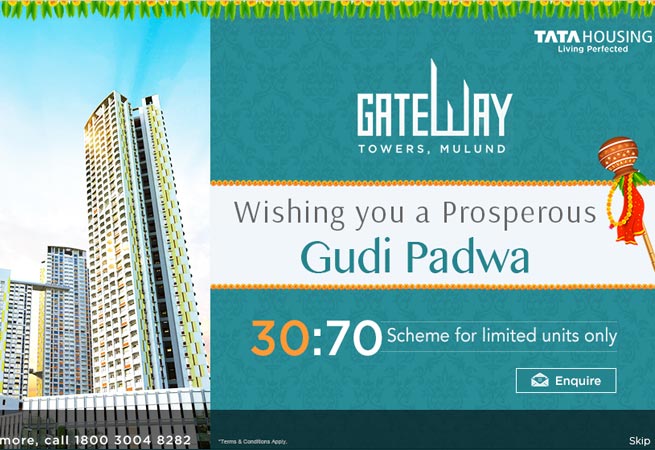 TATA HOUSING
Living Perfected
GATEWAY
TOWERS, MULUND
Wishing you a Prosperous
Gudi Padwa
30:70 Scheme for limited units only
Enquire
more, call 1800 3004 8282
*Terms & Conditions Apply.
Skip